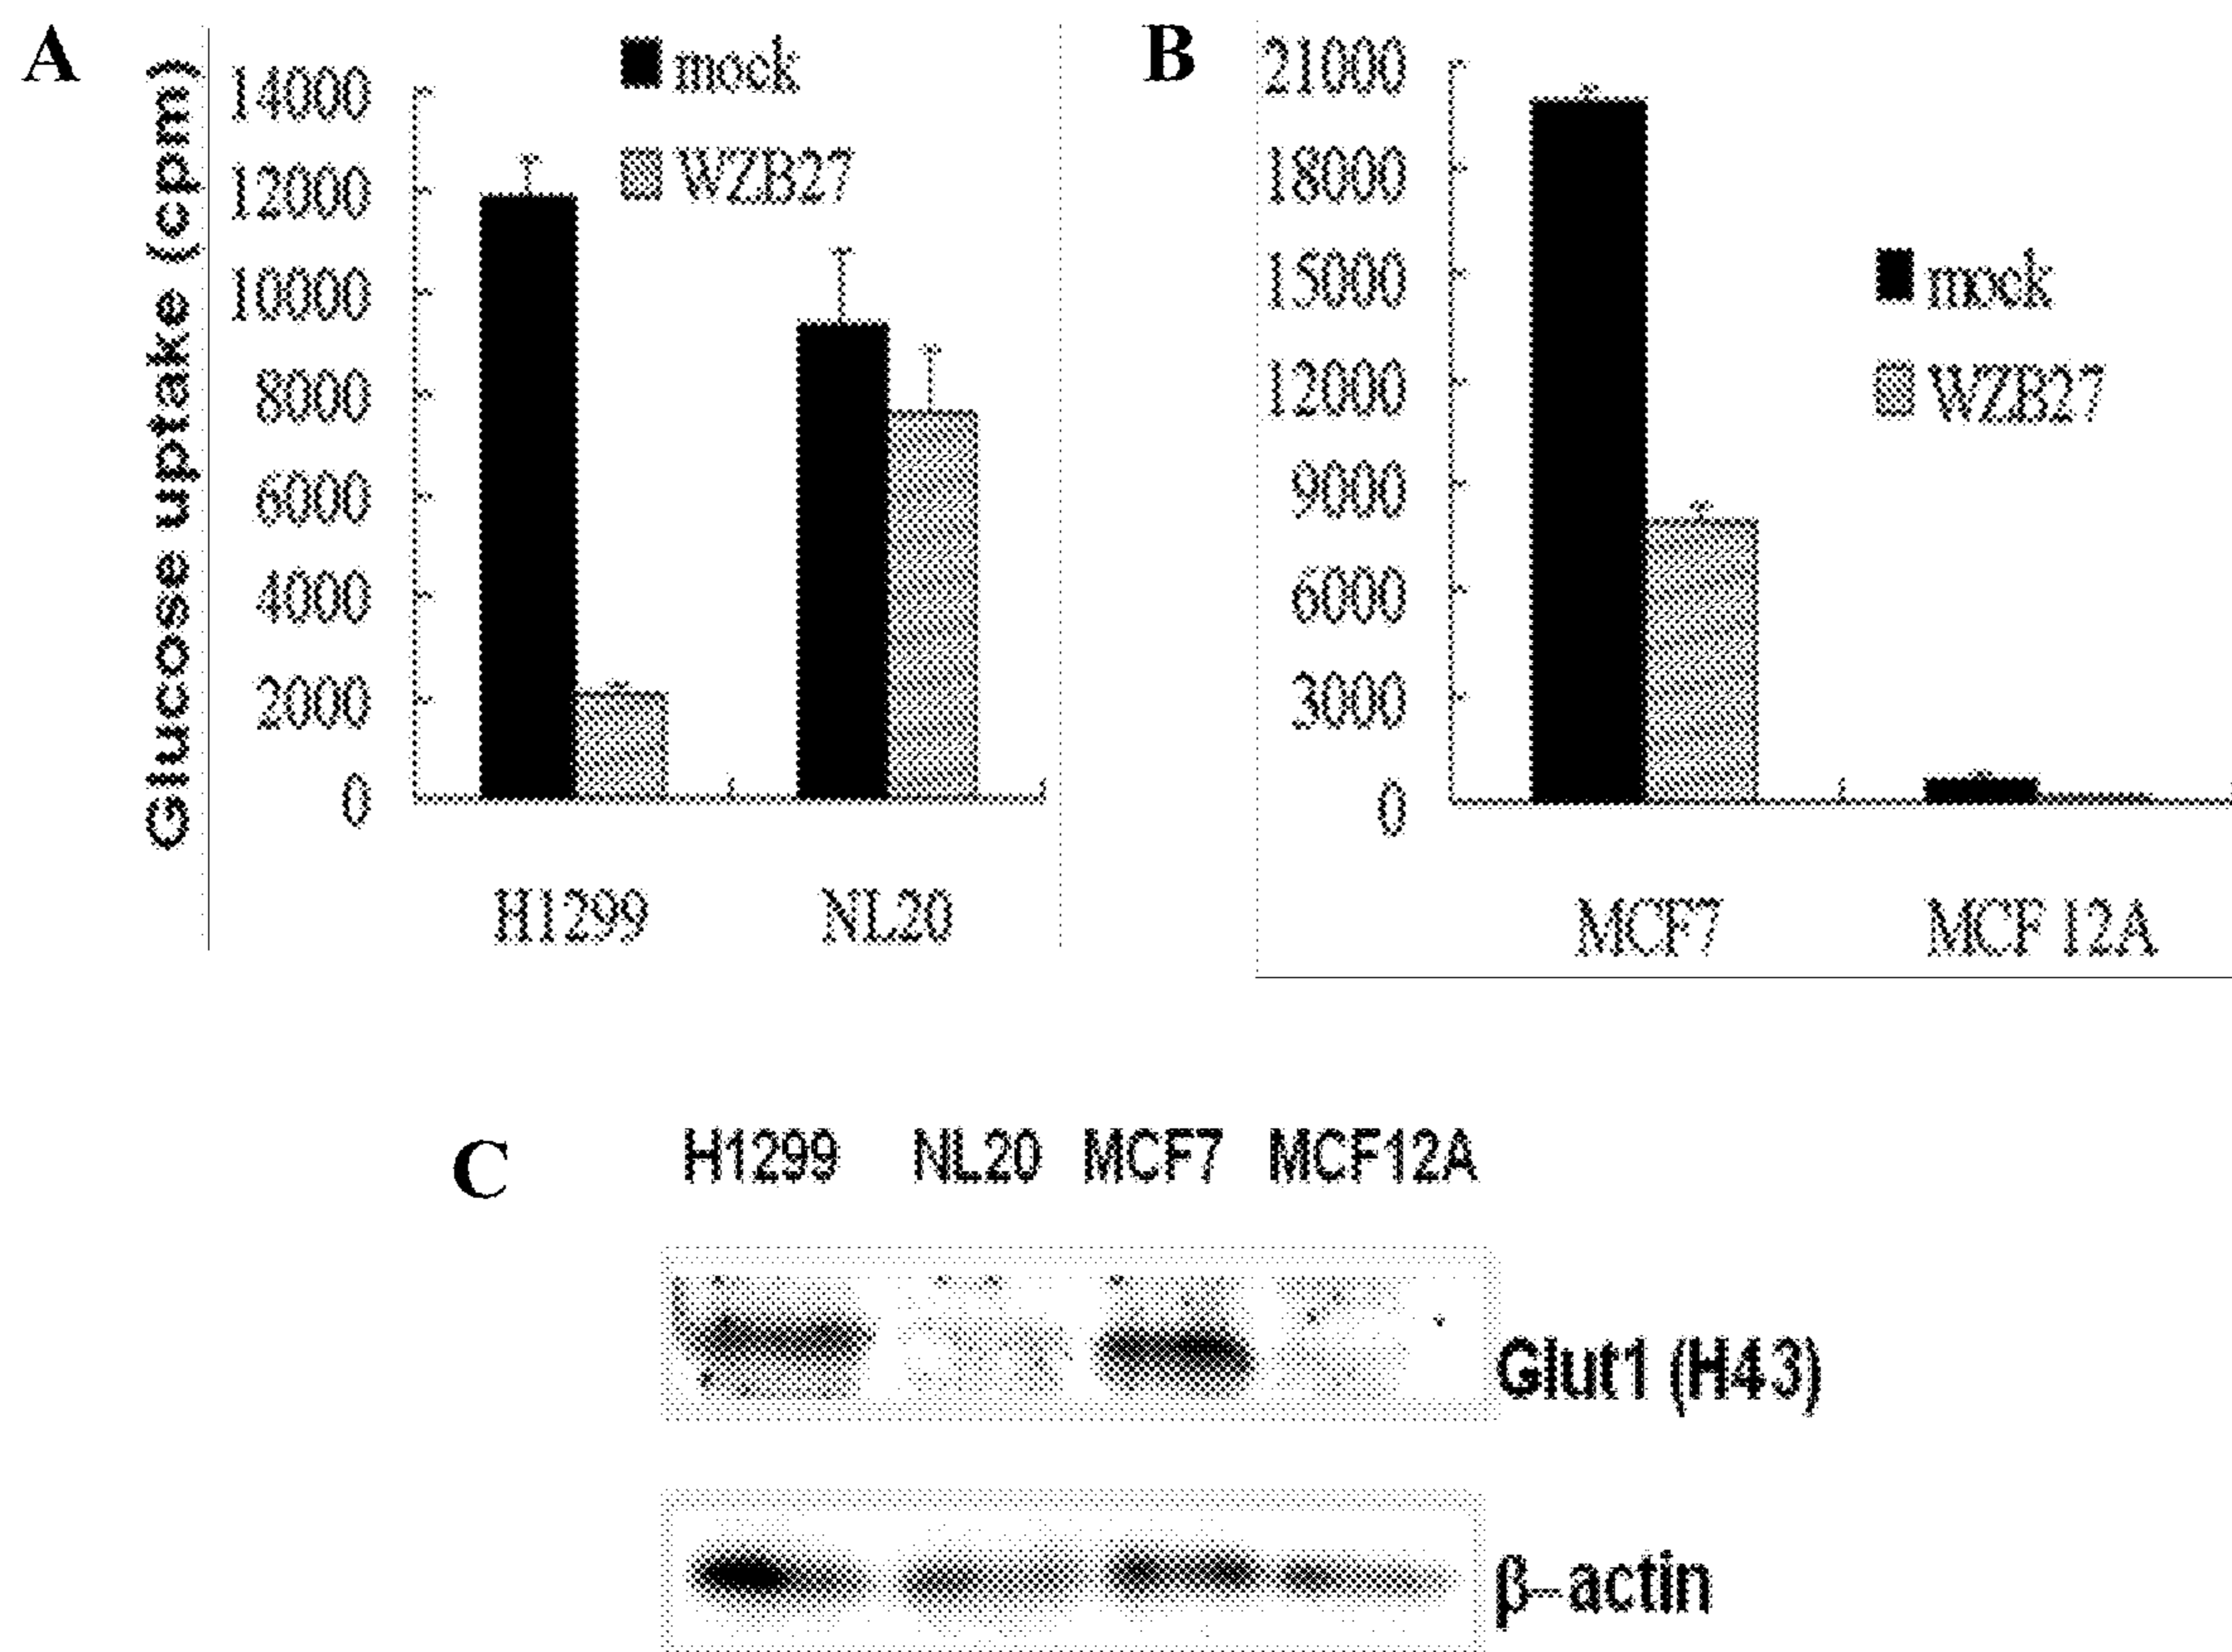 A
Glucose uptake (cpm)
14000
12000
10000
8000
6000
4000
2000
0
mock
WZB27
H1299 NL20
B
21000
18000
15000
12000
9000
6000
3000
0
mock
WZB27
MCF7 MCF 12A
C
H1299 NL20 MCF7 MCF12A
Glut1 (H43)
β-actin